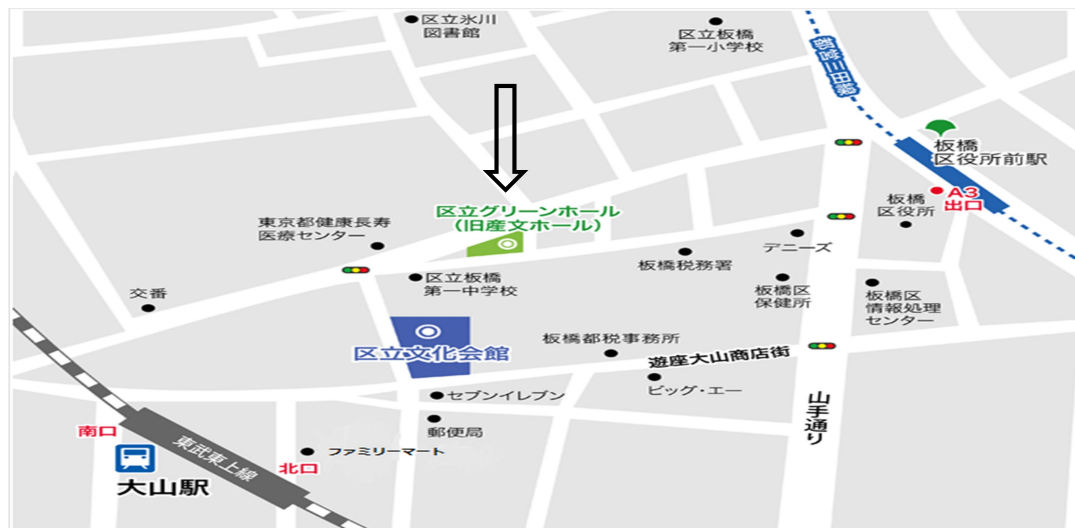 区立氷川
図書館
区立板橋
第一小学校
都営三田線
板橋
区役所前駅
A3
出口
板橋
区役所
区立グリーンホール
(旧産文ホール)
東京都健康長寿
医療センター
デニーズ
板橋税務署
区立板橋
第一中学校
板橋区
保健所
板橋区
情報処理
センター
交番
区立文化会館
板橋都税事務所
遊座大山商店街
ビッグ・エー
セブンイレブン
山手通り
郵便局
南口
東武東上線
ファミリーマート
北口
大山駅